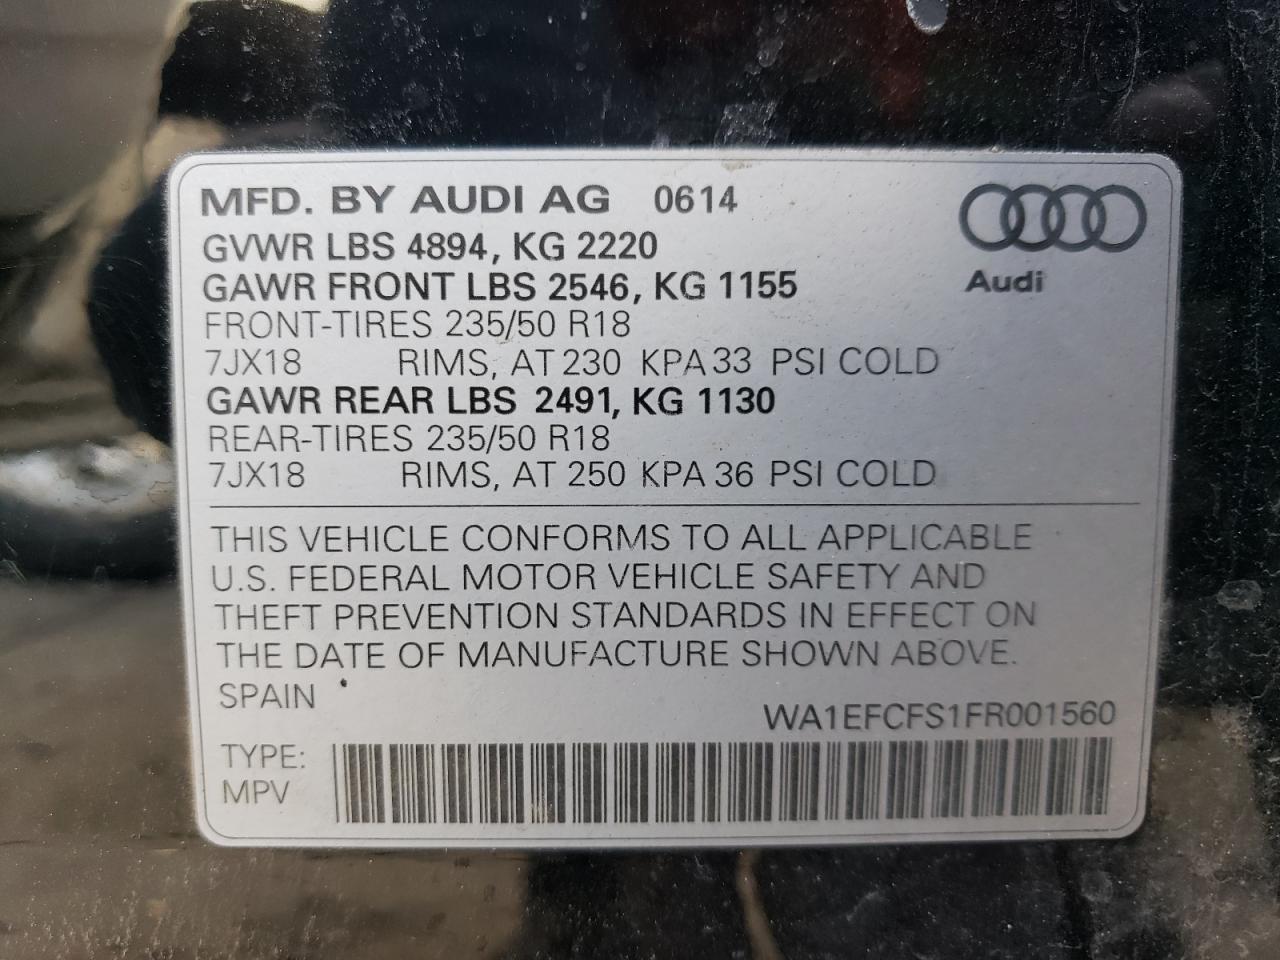 MFD. BY AUDI AG 0614
GVWR LBS 4894, KG 2220
GAWR FRONT LBS 2546, KG 1155
Audi
FRONT-TIRES 235/50 R18
7JX18 RIMS, AT 230 KPA 33 PSI COLD
GAWR REAR LBS 2491, KG 1130
REAR-TIRES 235/50 R18
7JX18 RIMS, AT 250 KPA 36 PSI COLD
THIS VEHICLE CONFORMS TO ALL APPLICABLE
U.S. FEDERAL MOTOR VEHICLE SAFETY AND
THEFT PREVENTION STANDARDS IN EFFECT ON
THE DATE OF MANUFACTURE SHOWN ABOVE.
SPAIN
WA1EFCFS1FR001560
TYPE:
MPV